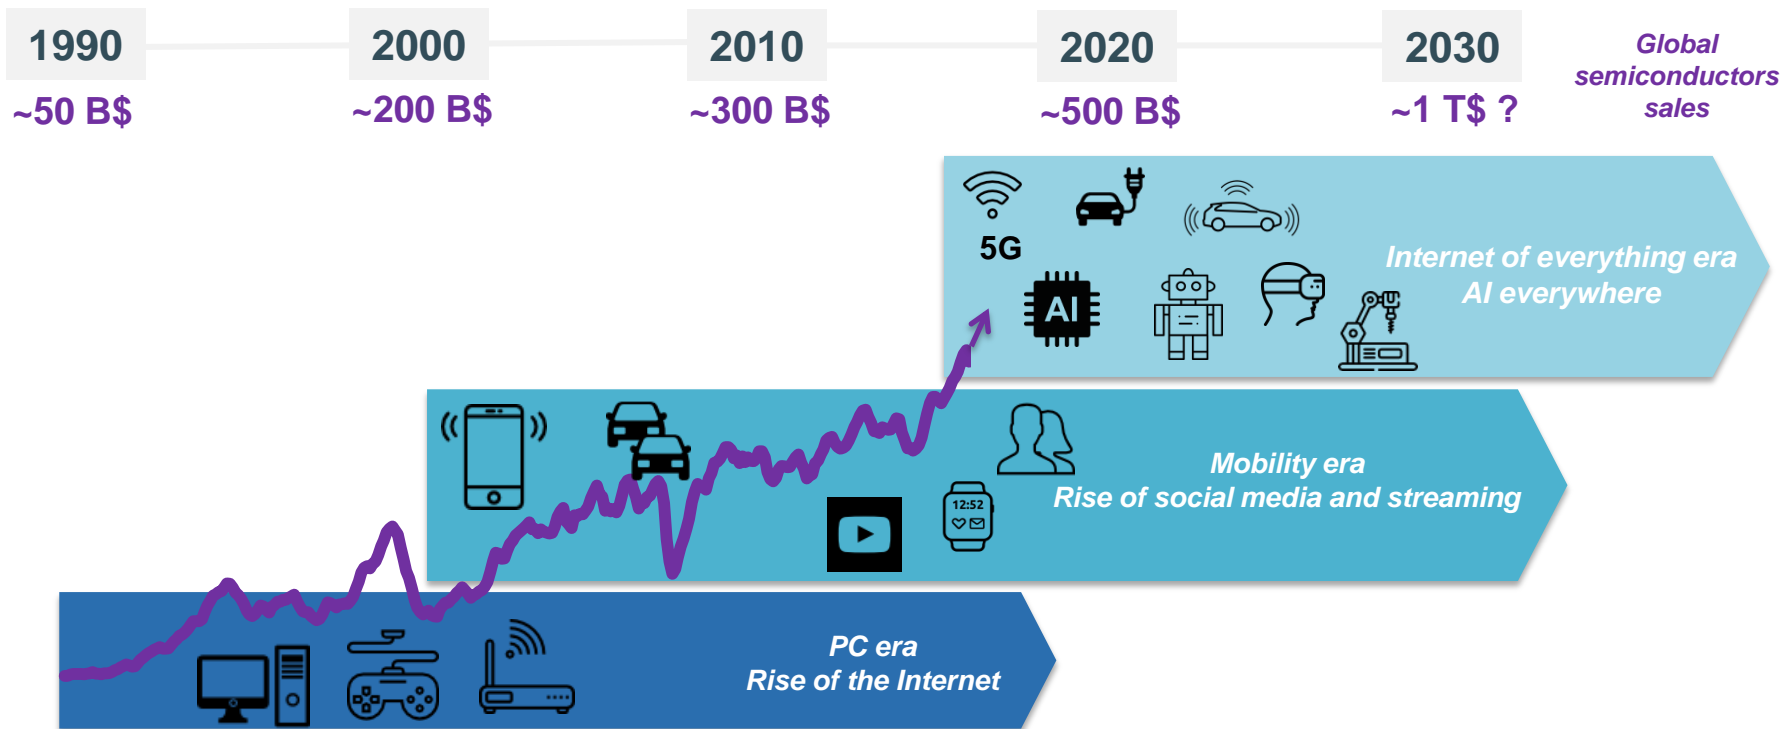 1990
2000
2010
2020
2030
Global
semiconductors
sales
~50 B$
~200 B$
~300 B$
~500 B$
~1 T$ ?
5G
AI
Internet of everything era
AI everywhere
12:52
Mobility era
Rise of social media and streaming
PC era
Rise of the Internet